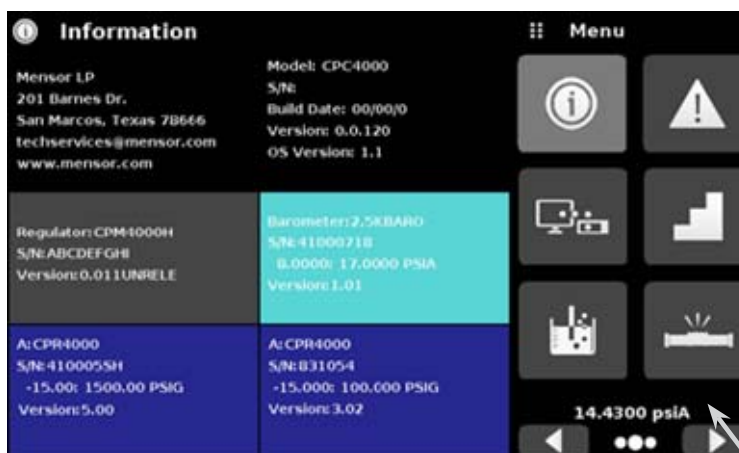 Information
Mensor LP
201 Barnes Dr.
San Marcos, Texas 78666
techservices@mensor.com
www.mensor.com
Model: CPC4000
S/N:
Build Date: 00/00/0
Version: 0.0.120
OS Version: 1.1
Regulator:CPM4000H
S/N:ABCDEFGHI
Version:0.011UNRELE
Barometer:2.5KBARO
S/N:41000718
8.0000: 17.0000 PSIA
Version:1.01
A:CPR4000
S/N:410005SH
-15.00: 1500.00 PSIG
Version:5.00
A:CPR4000
S/N:831054
-15.000: 100.000 PSIG
Version:3.02
Menu
14.4300 psiA